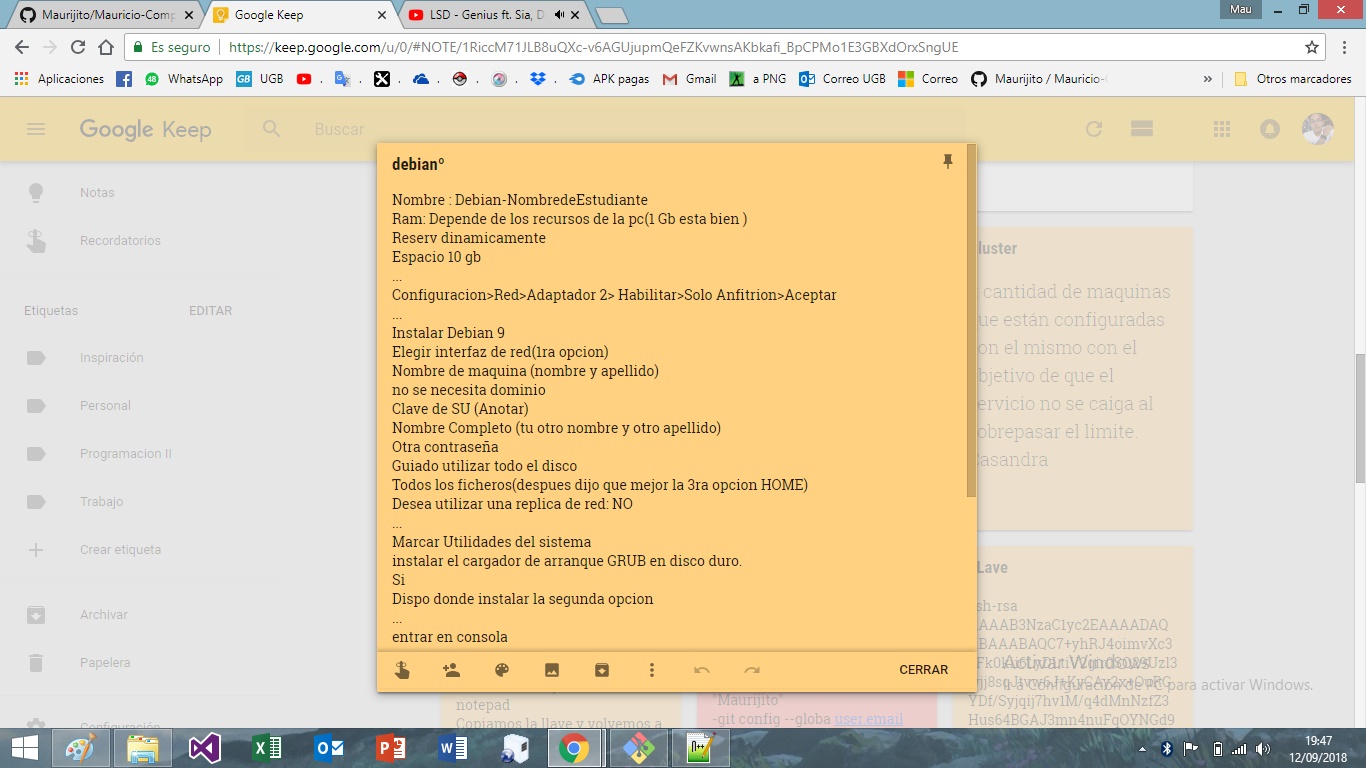 Maurijito/Mauricio-Comp
Google Keep
LSD - Genius ft. Sia, D
Mau
Es seguro
https://keep.google.com/u/0/#NOTE/1RiccM71JLB8uQXc-v6AGUjupmQeFZKvwnsAKbkafi_BpCPMo1E3GBXdOrxSngUE
Aplicaciones
WhatsApp
GB UGB
APK pagas
Gmail
a PNG
Correo UGB
Correo
Maurijito / Mauricio-
»
Otros marcadores
Google Keep
Buscar
Notas
Recordatorios
Etiquetas
EDITAR
Inspiración
Personal
Programacion II
Trabajo
Crear etiqueta
Archivar
Papelera
Configuración
debianº
Nombre : Debian-NombredeEstudiante
Ram: Depende de los recursos de la pc(1 Gb esta bien )
Reserv dinamicamente
Espacio 10 gb
...
Configuracion>Red>Adaptador 2> Habilitar>Solo Anfitrion>Aceptar
...
Instalar Debian 9
Elegir interfaz de red(1ra opcion)
Nombre de maquina (nombre y apellido)
no se necesita dominio
Clave de SU (Anotar)
Nombre Completo (tu otro nombre y otro apellido)
Otra contraseña
Guiado utilizar todo el disco
Todos los ficheros(despues dijo que mejor la 3ra opcion HOME)
Desea utilizar una replica de red: NO
...
Marcar Utilidades del sistema
instalar el cargador de arranque GRUB en disco duro.
Si
Dispo donde instalar la segunda opcion
...
entrar en consola
CERRAR
luster
cantidad de maquinas
ue están configuradas
on el mismo con el
bjetivo de que el
ervicio no se caiga al
obrepasar el limite.
Casandra
Lave
sh-rsa
AAAAB3NzaC1yc2EAAAADAQ
BAAABAQC7+yhRJ4oimvXc3
YDf/Syjqij7hv1M/q4dMnNzfZ3
Hus64BGAJ3mn4nuFqOYNGd9
notepad
Copiamos la llave y volvemos a
"Maurijito"
-git config --globa user.email
Activar Windows
Ir a Configuración de PC para activar Windows.
19:47
12/09/2018